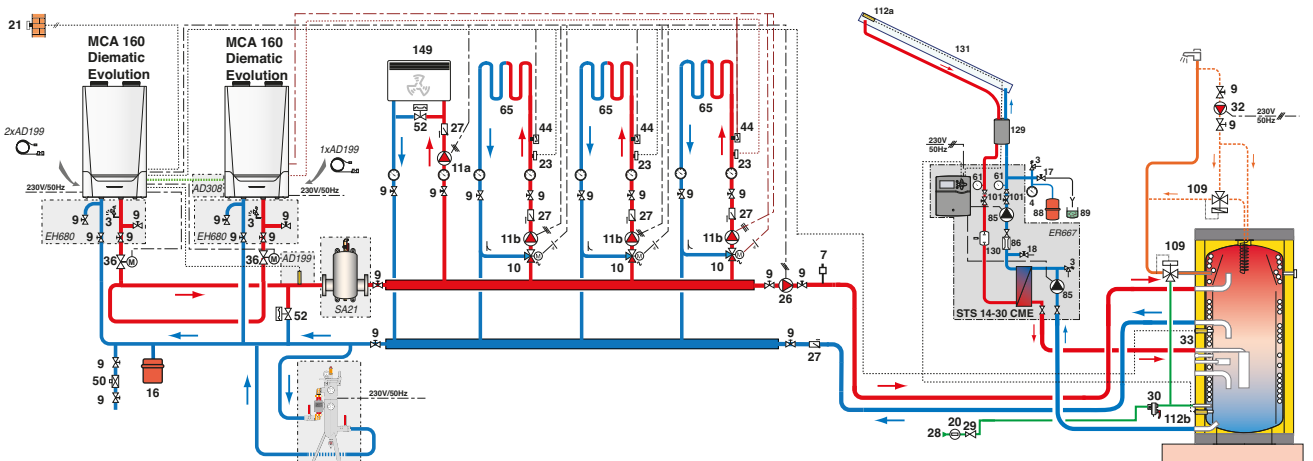 21
MCA 160
Diematic
Evolution
MCA 160
Diematic
Evolution
2xAD199
1xAD199
230V/50Hz
AD308
230V/50Hz
9
3
9
9
9
EH680
9
3
9
9
9
EH680
36
M
36
M
AD199
SA21
52
9
50
9
16
230V/50Hz
149
52
27
11a
9
9
65
44
23
9
9
27
11b
10
M
65
44
23
9
9
27
11b
10
M
65
44
23
9
9
27
11b
10
M
9
9
26
9
7
9
9
27
112a
131
129
230V
50Hz
61
61
3
17
4
88
89
101
101
85
86
130
18
3
85
ER667
STS 14-30 CME
9
32
9
230V
50Hz
109
109
33
30
112b
28
20
29